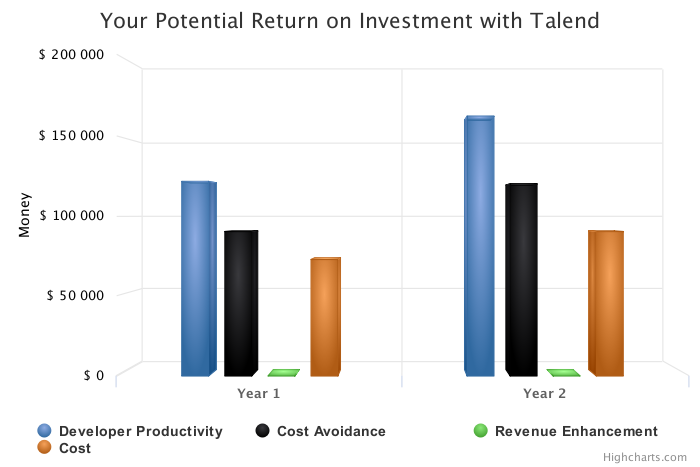 Your Potential Return on Investment with Talend
$ 200 000
$ 150 000
$ 100 000
$ 50 000
$ 0
Money
Year 1
Year 2
Developer Productivity
Cost Avoidance
Revenue Enhancement
Cost
Highcharts.com